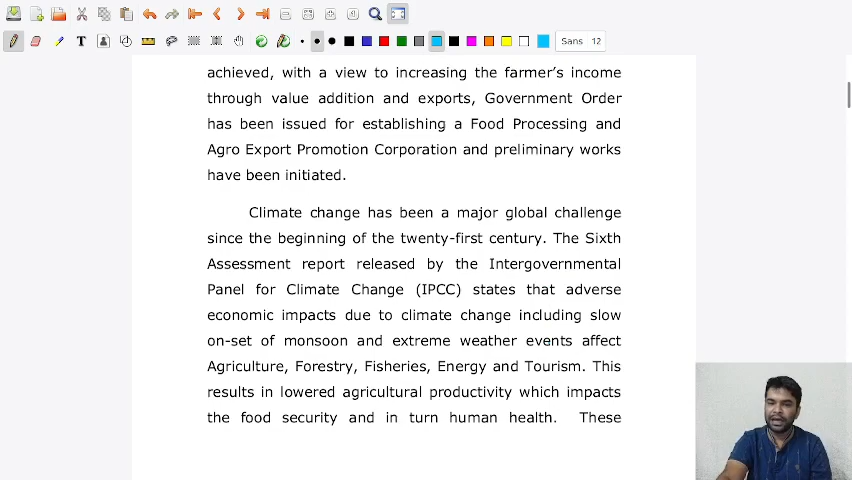 Sans 12
achieved, with a view to increasing the farmer's income
through value addition and exports, Government Order
has been issued for establishing a Food Processing and
Agro Export Promotion Corporation and preliminary works
have been initiated.
Climate change has been a major global challenge
since the beginning of the twenty-first century. The Sixth
Assessment report released by the Intergovernmental
Panel for Climate Change (IPCC) states that adverse
economic impacts due to climate change including slow
on-set of monsoon and extreme weather events affect
Agriculture, Forestry, Fisheries, Energy and Tourism. This
results in lowered agricultural productivity which impacts
the food security and in turn human health. These